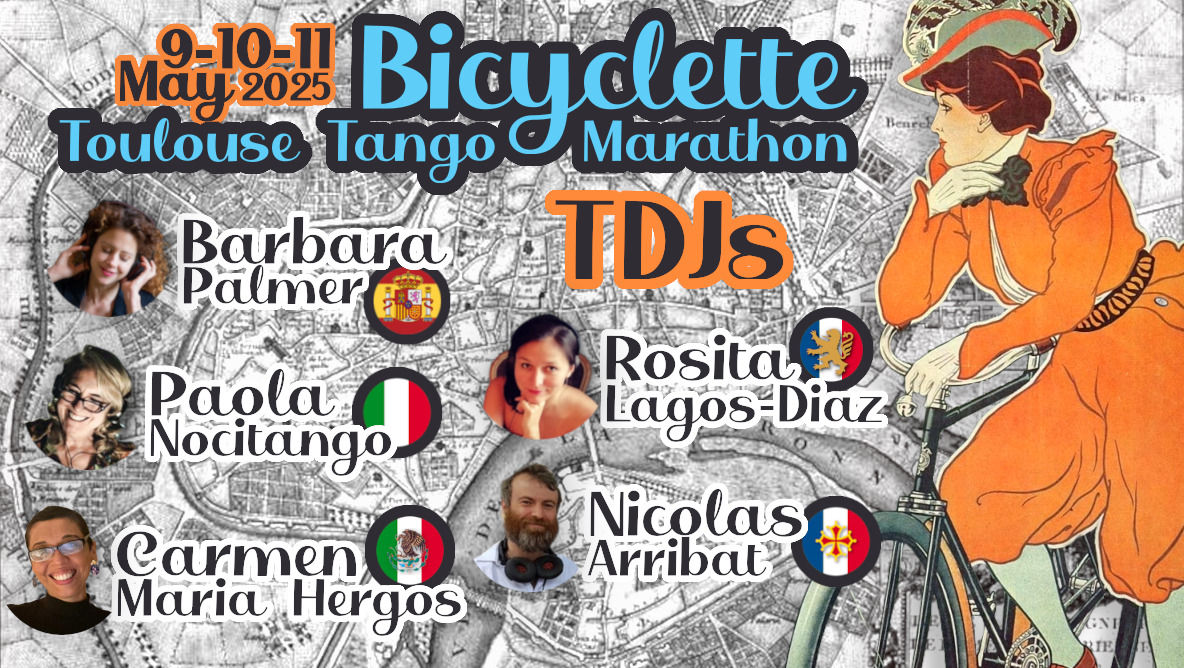 9-10-11
May 2025
Bicyclette
Toulouse Tango Marathon
TDJs
Barbara
Palmer
Rosita
Lagos-Diaz
Paola
Nocitango
Nicolas
Arribat
Carmen
Maria Hergos